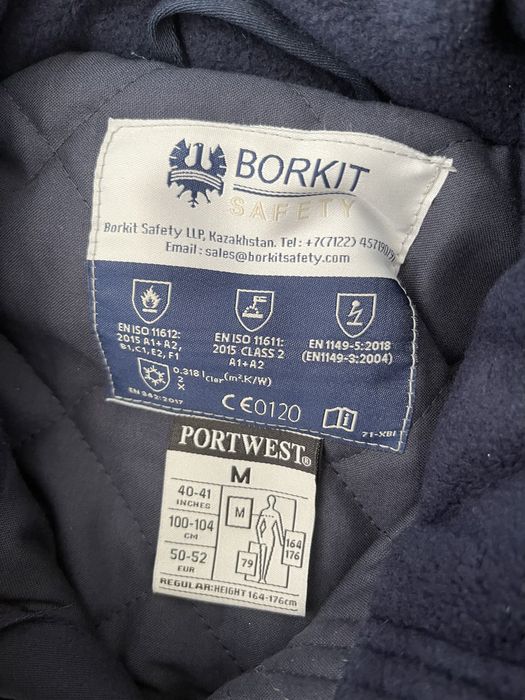 BORKIT
SAFETY
Borkit Safety LLP, Kazakhstan. Tel: +7(7122)
Email: sales@borkitsafety.com
EN ISO 11612:
2015 A1+A2,
B1,C1, E2, F1
EN ISO 11611:
2015 CLASS 2
A1+A2
EN 1149-5:2018
(EN1149-3:2004)
0.318 Icler(m².K/W)
2
X
EN 342:2017
CE0120
i
PORTWEST®
M
40-41
INCHES
100-104
CM
50-52
EUR
M
164
176
79
REGULAR:HEIGHT 164-176cm